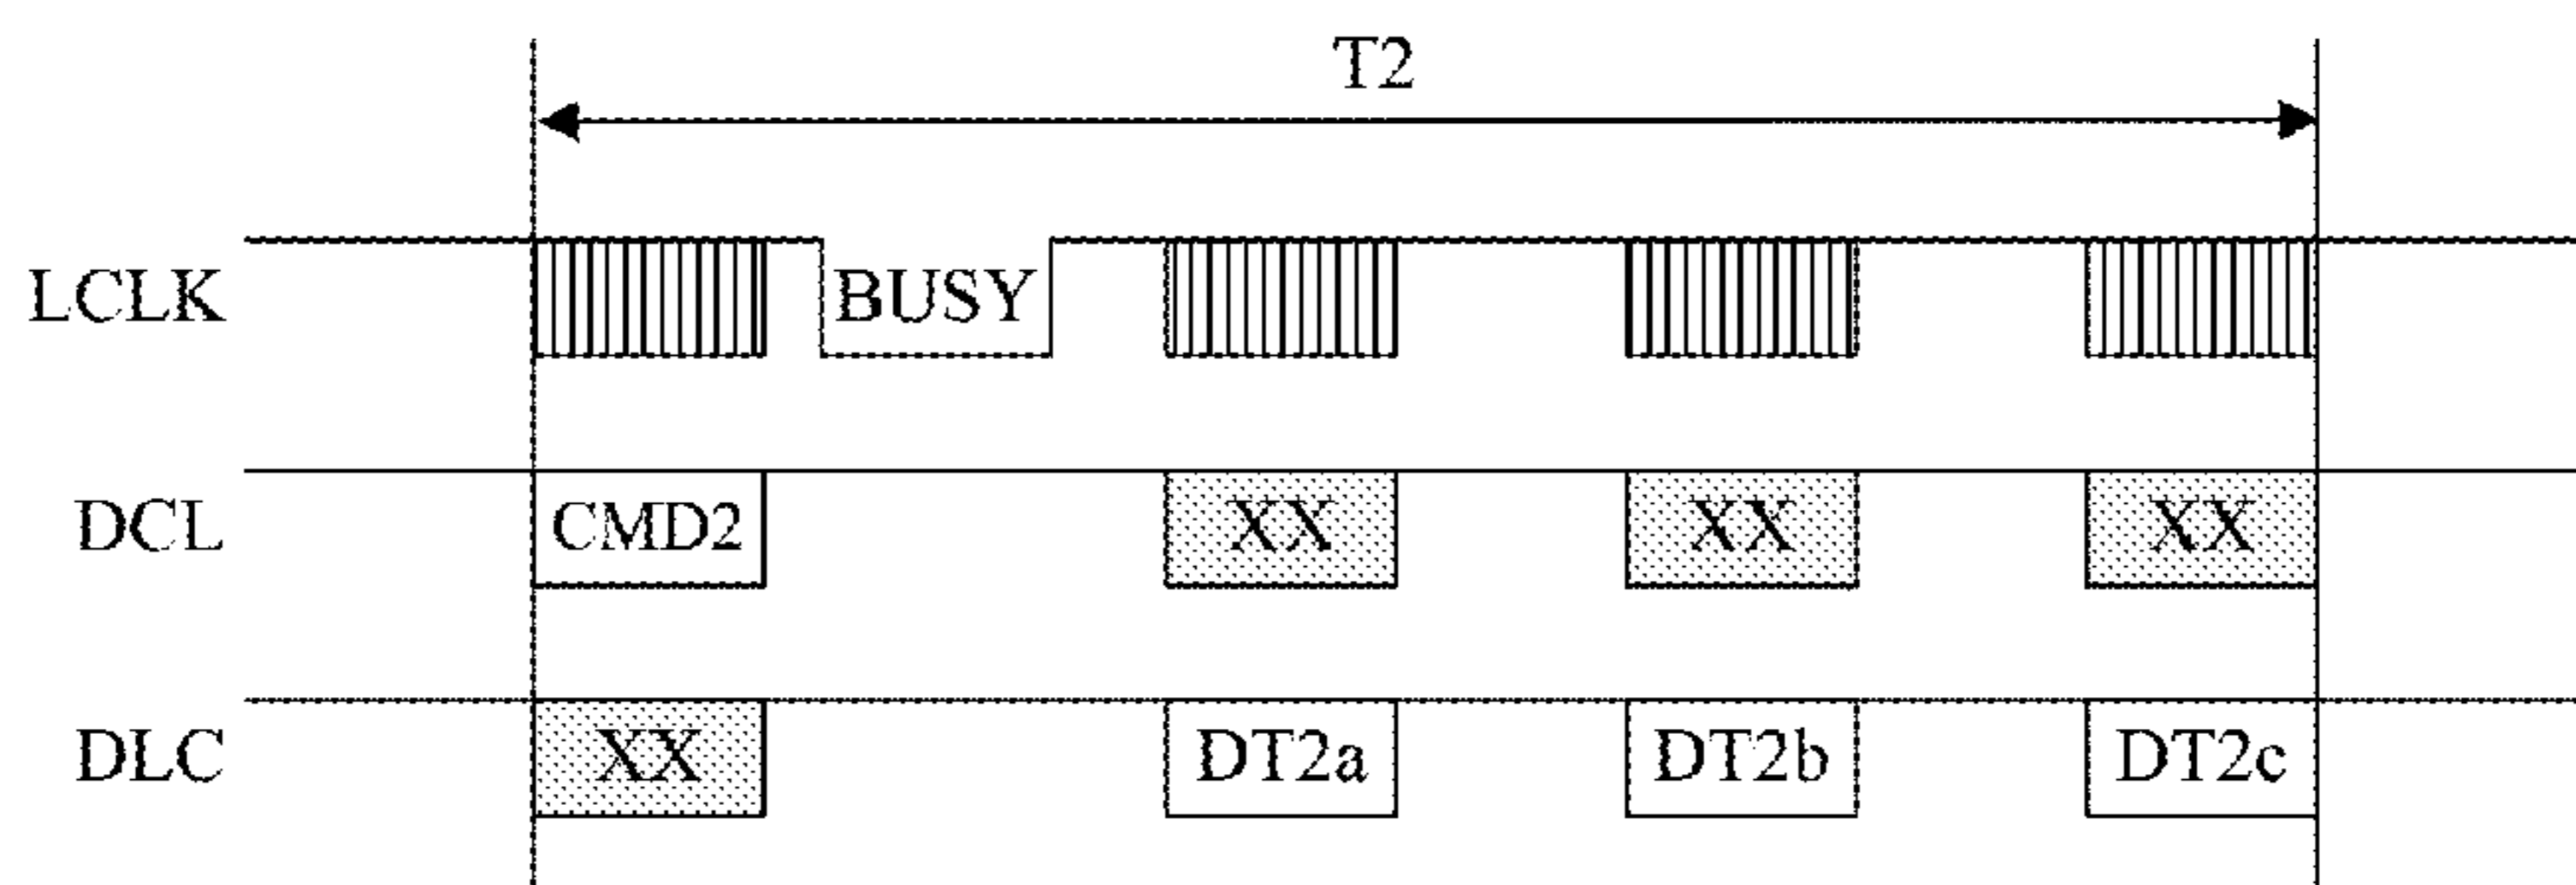 T2
LCLK BUSY
DCL CMD2 XX XX XX
DLC XX DT2a DT2b DT2c